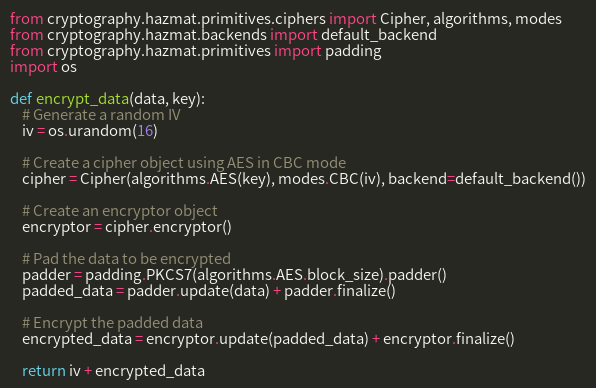 from cryptography.hazmat.primitives.ciphers import Cipher, algorithms, modes
from cryptography.hazmat.backends import default_backend
from cryptography.hazmat.primitives import padding
import os

def encrypt_data(data, key):
    # Generate a random IV
    iv = os.urandom(16)

    # Create a cipher object using AES in CBC mode
    cipher = Cipher(algorithms.AES(key), modes.CBC(iv), backend=default_backend())

    # Create an encryptor object
    encryptor = cipher.encryptor()

    # Pad the data to be encrypted
    padder = padding.PKCS7(algorithms.AES.block_size).padder()
    padded_data = padder.update(data) + padder.finalize()

    # Encrypt the padded data
    encrypted_data = encryptor.update(padded_data) + encryptor.finalize()

    return iv + encrypted_data